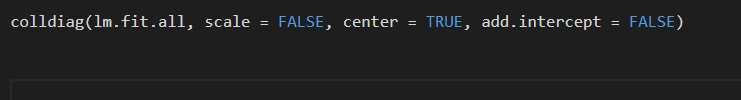 colldiag(lm.fit.all, scale = FALSE, center = TRUE, add.intercept = FALSE)